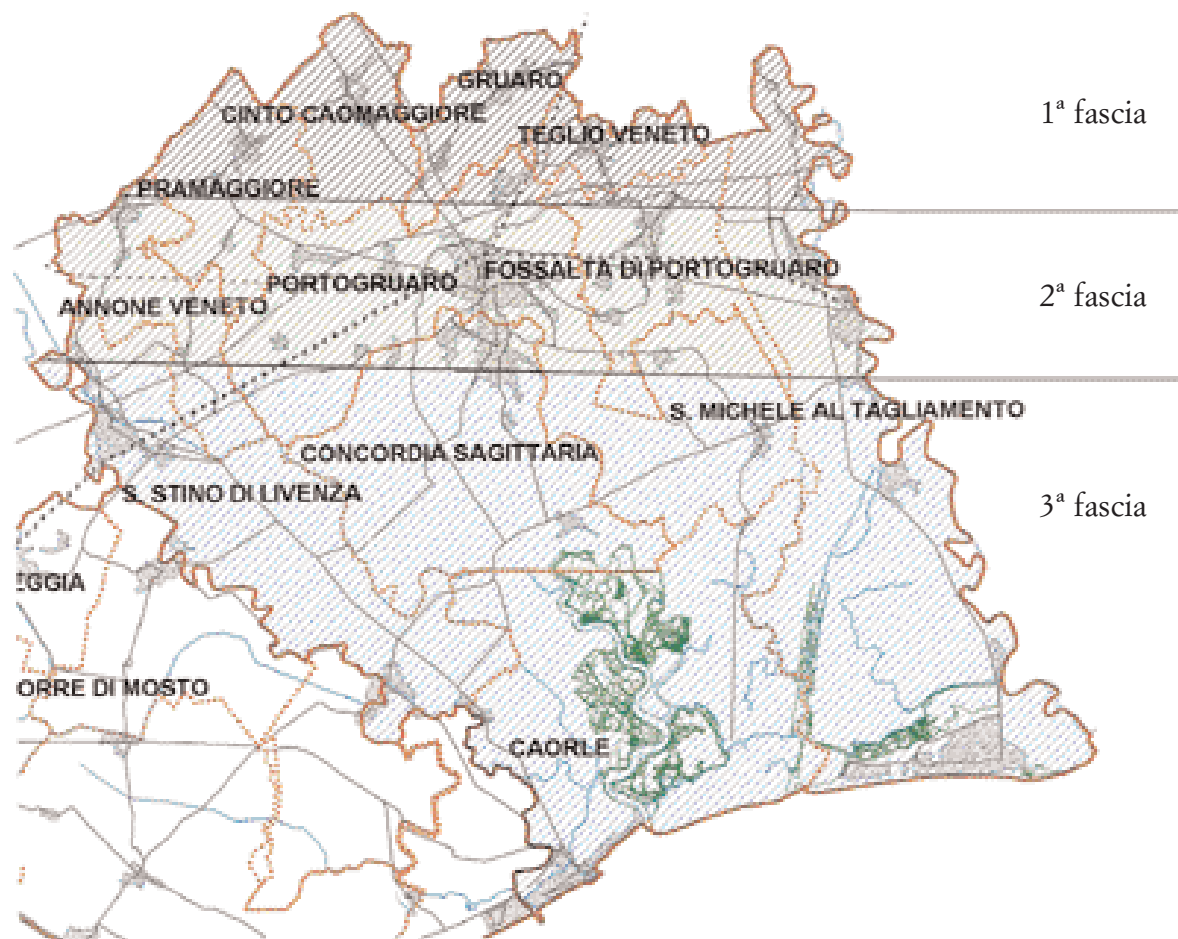 GRUARO
CINTO CAOMAGGIORE
1ª fascia
TEGLIO VENETO
PRAMAGGIORE
FOSSALTA DI PORTOGRUARO
PORTOGRUARO
2ª fascia
ANNONE VENETO
S. MICHELE AL TAGLIAMENTO
CONCORDIA SAGITTARIA
S. STINO DI LIVENZA
3ª fascia
EGGIA
ORRE DI MOSTO
CAORLE